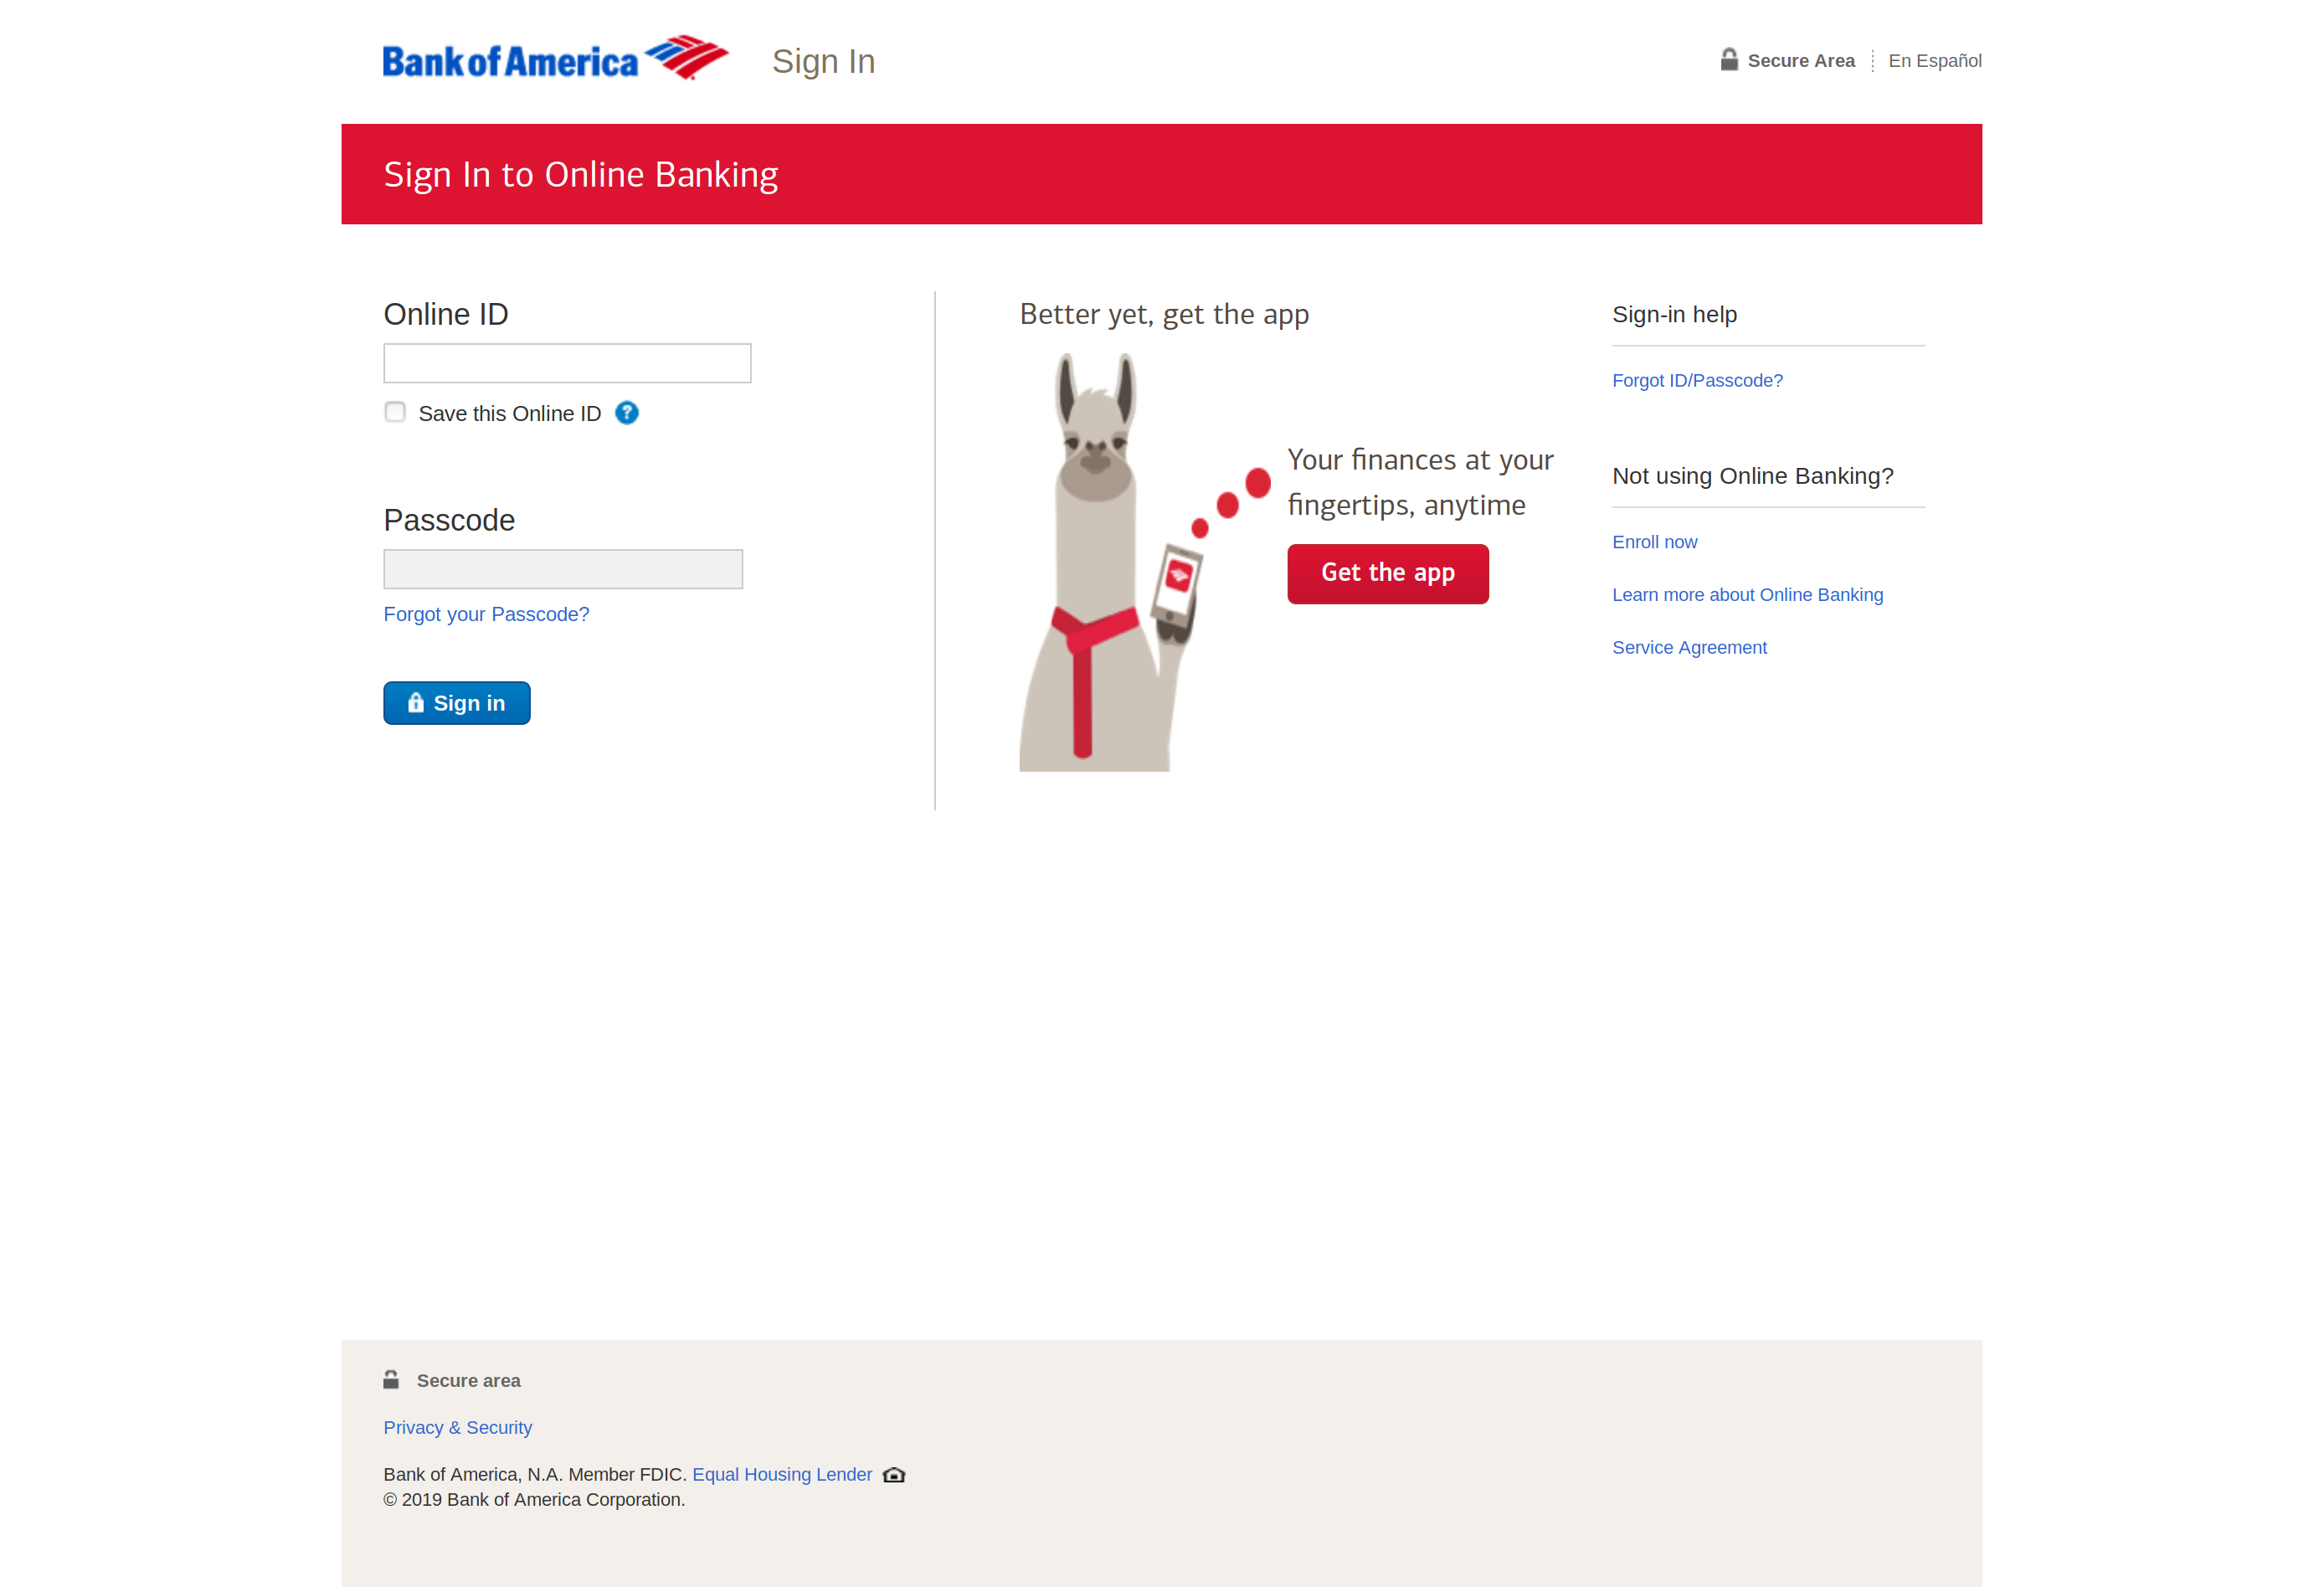 Bank of America
Sign In
Secure Area
En Español
Sign In to Online Banking
Online ID
Save this Online ID
?
Passcode
Forgot your Passcode?
Sign in
Better yet, get the app
Your finances at your
fingertips, anytime
Get the app
Sign-in help
Forgot ID/Passcode?
Not using Online Banking?
Enroll now
Learn more about Online Banking
Service Agreement
Secure area
Privacy & Security
Bank of America, N.A. Member FDIC. Equal Housing Lender
© 2019 Bank of America Corporation.